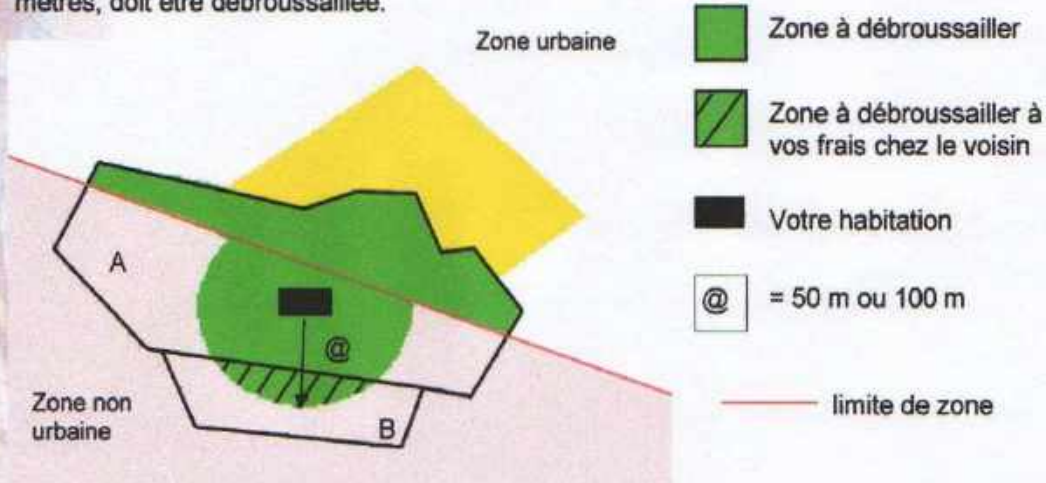 mètres, doit être débroussaillée.
Zone urbaine
A
@
Zone non
urbaine
B
Zone à débroussailler
Zone à débroussailler à
vos frais chez le voisin
Votre habitation
@ = 50 m ou 100 m
limite de zone